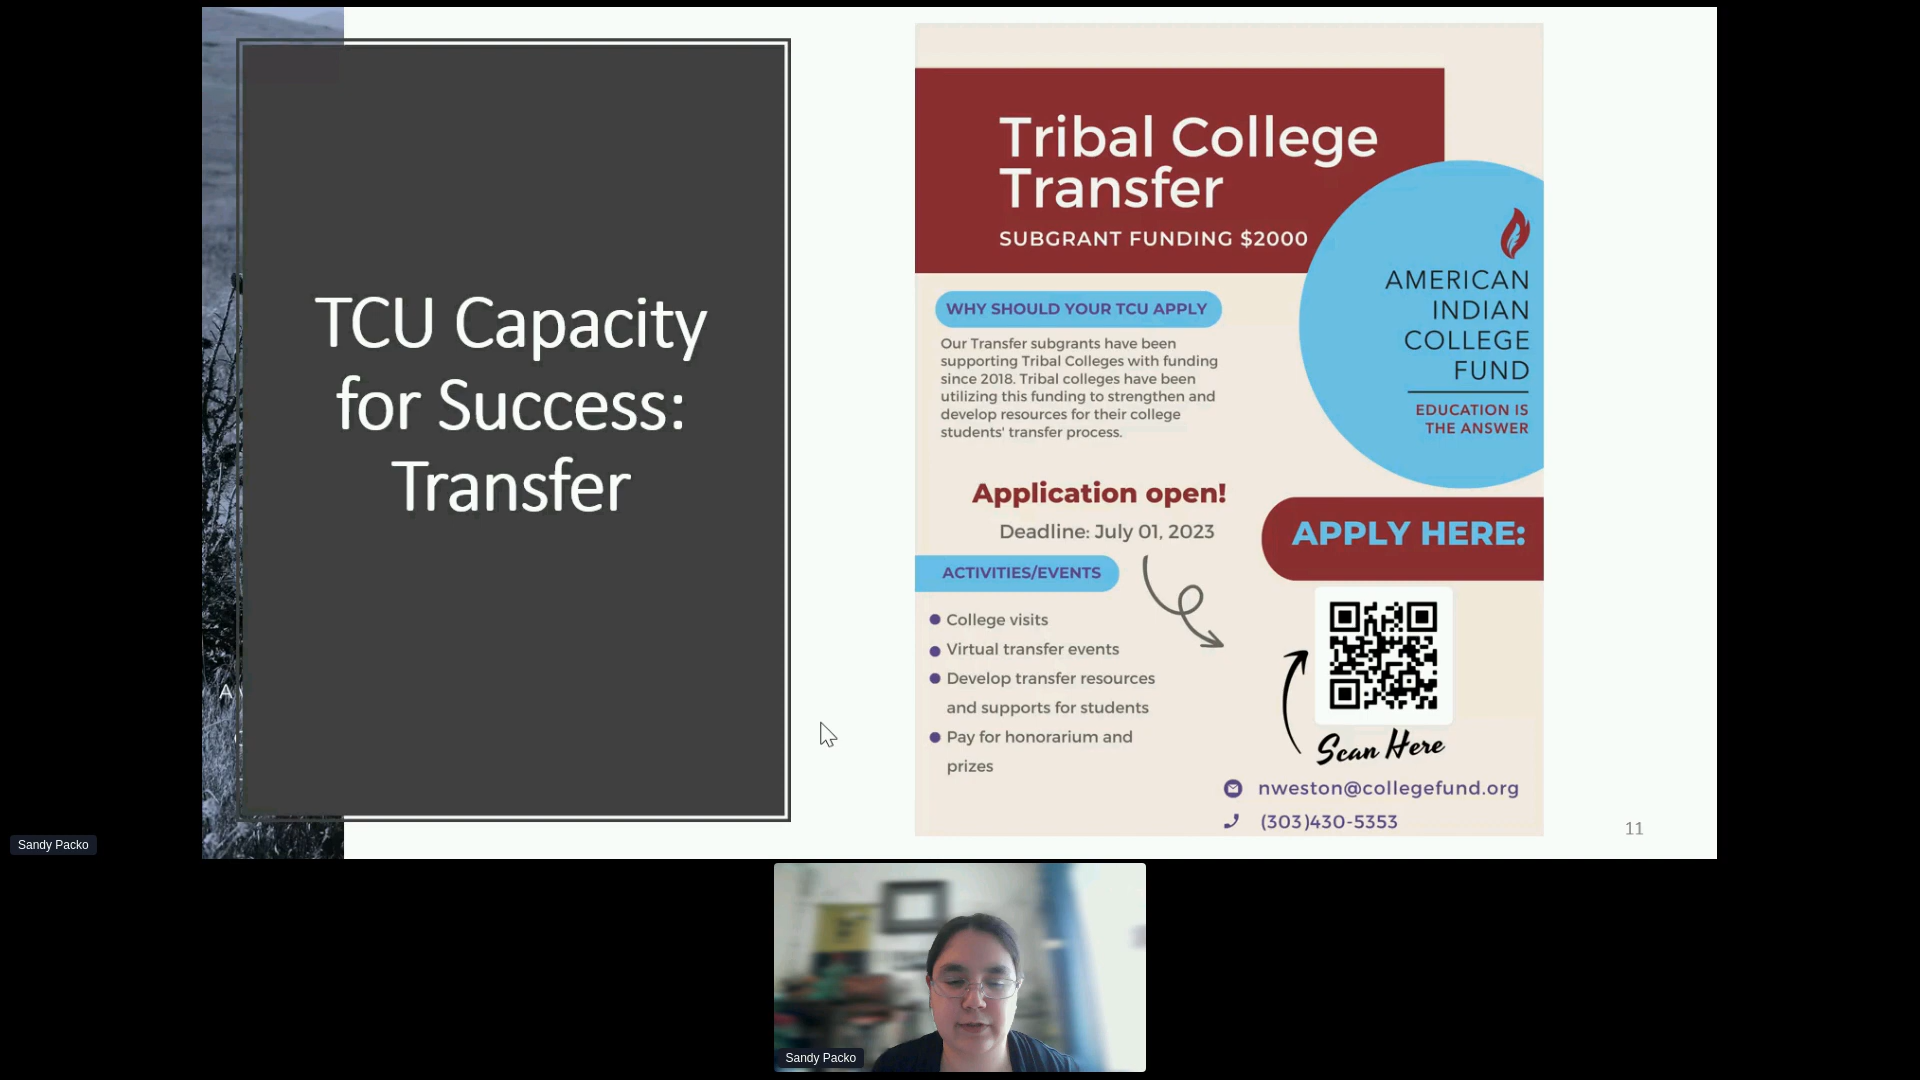 TCU Capacity
for Success:
Transfer
A
Tribal College
Transfer
SUBGRANT FUNDING $2000
AMERICAN
INDIAN
COLLEGE
FUND
EDUCATION IS
THE ANSWER
WHY SHOULD YOUR TCU APPLY
Our Transfer subgrants have been
supporting Tribal Colleges with funding
since 2018. Tribal colleges have been
utilizing this funding to strengthen and
develop resources for their college
students' transfer process.
Application open!
Deadline: July 01, 2023
APPLY HERE:
ACTIVITIES/EVENTS
College visits
Virtual transfer events
Develop transfer resources
and supports for students
Pay for honorarium and
prizes
Scan Here
nweston@collegefund.org
(303)430-5353
11
Sandy Packo
Sandy Packo